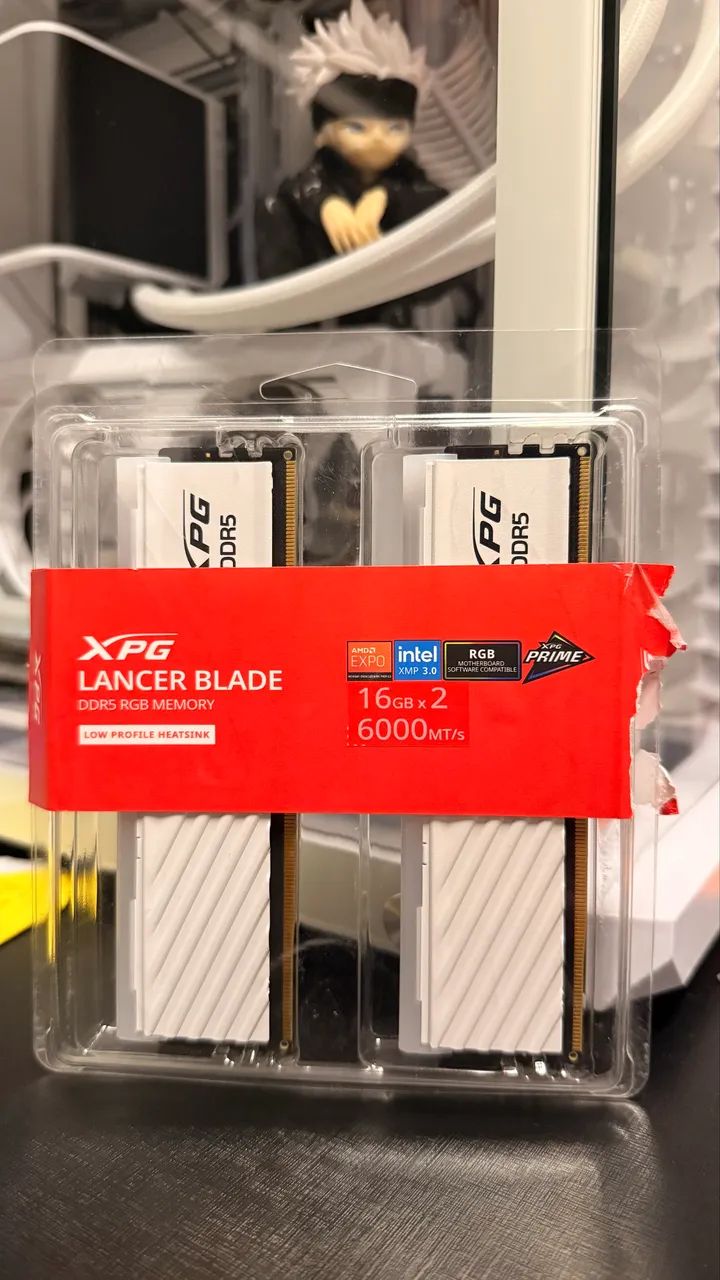 XPG
DDR5
XPG
DDR5
XPG
LANCER BLADE
DDR5 RGB MEMORY
LOW PROFILE HEATSINK
AMD
EXPO
intel
XMP 3.0
RGB
MOTHERBOARD
SOFTWARE COMPATIBLE
XPG
PRIME
16GB x 2
6000MT/s
XPG